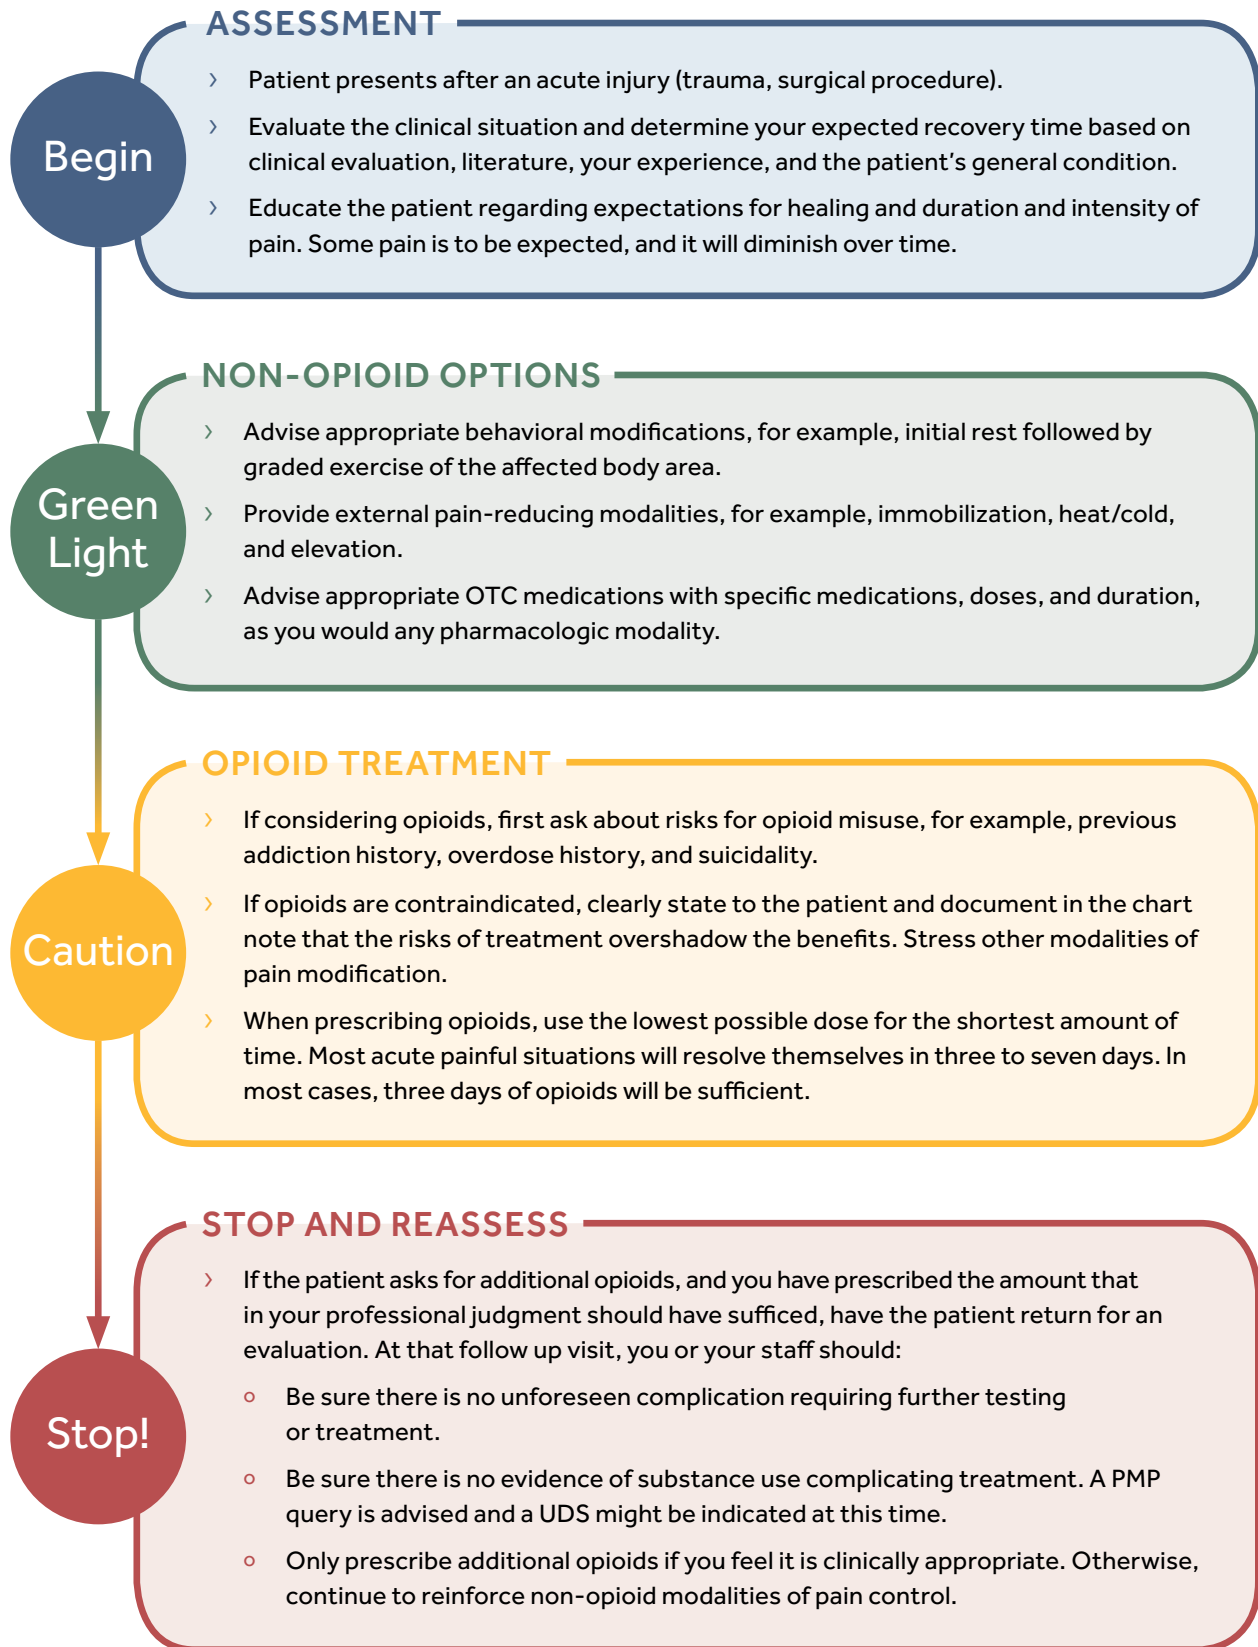 ASSESSMENT
Begin
› Patient presents after an acute injury (trauma, surgical procedure).
› Evaluate the clinical situation and determine your expected recovery time based on
clinical evaluation, literature, your experience, and the patient’s general condition.
› Educate the patient regarding expectations for healing and duration and intensity of
pain. Some pain is to be expected, and it will diminish over time.
NON-OPIOID OPTIONS
Green
Light
› Advise appropriate behavioral modifications, for example, initial rest followed by
graded exercise of the affected body area.
› Provide external pain-reducing modalities, for example, immobilization, heat/cold,
and elevation.
› Advise appropriate OTC medications with specific medications, doses, and duration,
as you would any pharmacologic modality.
OPIOID TREATMENT
Caution
› If considering opioids, first ask about risks for opioid misuse, for example, previous
addiction history, overdose history, and suicidality.
› If opioids are contraindicated, clearly state to the patient and document in the chart
note that the risks of treatment overshadow the benefits. Stress other modalities of
pain modification.
› When prescribing opioids, use the lowest possible dose for the shortest amount of
time. Most acute painful situations will resolve themselves in three to seven days. In
most cases, three days of opioids will be sufficient.
STOP AND REASSESS
Stop!
› If the patient asks for additional opioids, and you have prescribed the amount that
in your professional judgment should have sufficed, have the patient return for an
evaluation. At that follow up visit, you or your staff should:
○ Be sure there is no unforeseen complication requiring further testing
or treatment.
○ Be sure there is no evidence of substance use complicating treatment. A PMP
query is advised and a UDS might be indicated at this time.
○ Only prescribe additional opioids if you feel it is clinically appropriate. Otherwise,
continue to reinforce non-opioid modalities of pain control.